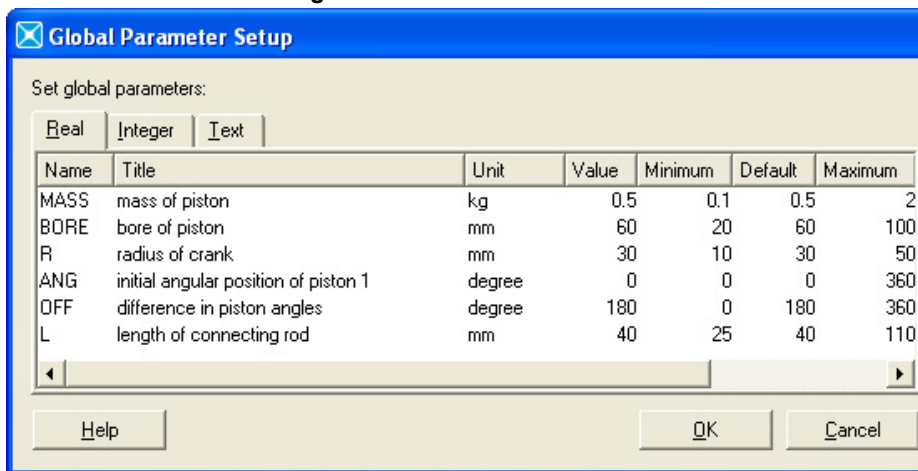 Global Parameter Setup
Set global parameters:
Real Integer Text
Name Title Unit Value Minimum Default Maximum
MASS mass of piston kg 0.5 0.1 0.5 2
BORE bore of piston mm 60 20 60 100
R radius of crank mm 30 10 30 50
ANG initial angular position of piston 1 degree 0 0 0 360
OFF difference in piston angles degree 180 0 180 360
L length of connecting rod mm 40 25 40 110
Help OK Cancel